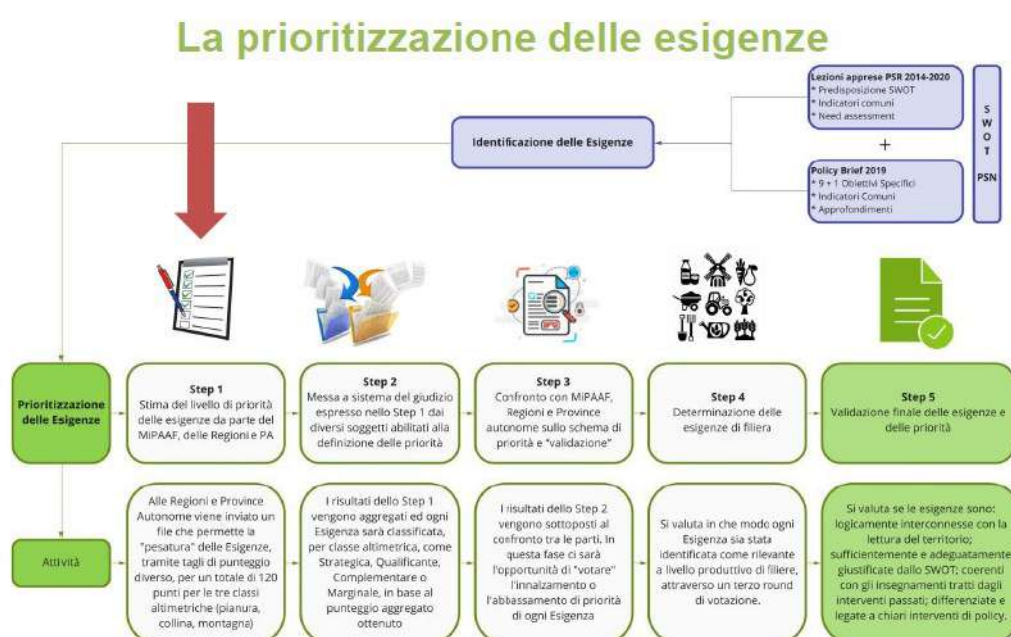 La prioritizzazione delle esigenze
Lezioni apprese PSR 2014-2020
* Predisposizione SWOT
* Indicatori comuni
* Need assessment
+
Policy Brief 2019
* 9 + 1 Obiettivi Specifici
* Indicatori Comuni
* Approfondimenti
S
W
O
T
PSN
Identificazione delle Esigenze
Prioritizzazione
delle Esigenze
Step 1
Stima del livello di priorità
delle esigenze da parte del
MiPAAF, delle Regioni e PA
Step 2
Messa a sistema del giudizio
espresso nello Step 1 dai
diversi soggetti abilitati alla
definizione delle priorità
Step 3
Confronto con MiPAAF,
Regioni e Province
autonome sullo schema di
priorità e "validazione"
Step 4
Determinazione delle
esigenze di filiera
Step 5
Validazione finale delle esigenze e
delle priorità
Attività
Alle Regioni e Province
Autonome viene inviato un
file che permette la
"pesatura" delle Esigenze,
tramite tagli di punteggio
diverso, per un totale di 120
punti per le tre classi
altimetriche (pianura,
collina, montagna)
I risultati dello Step 1
vengono aggregati ed ogni
Esigenza sarà classificata,
per classe altimetrica, come
Strategica, Qualificante,
Complementare o
Marginale, in base al
punteggio aggregato
ottenuto
I risultati dello Step 2
vengono sottoposti al
confronto tra le parti. In
questa fase ci sarà
l'opportunità di "votare"
l'innalzamento o
l'abbassamento di priorità
di ogni Esigenza
Si valuta in che modo ogni
Esigenza sia stata
identificata come rilevante
a livello produttivo di filiere,
attraverso un terzo round
di votazione.
Si valuta se le esigenze sono:
logicamente interconnesse con la
lettura del territorio;
sufficientemente e adeguatamente
giustificate dallo SWOT; coerenti
con gli insegnamenti tratti dagli
interventi passati; differenziate e
legate a chiari interventi di policy.